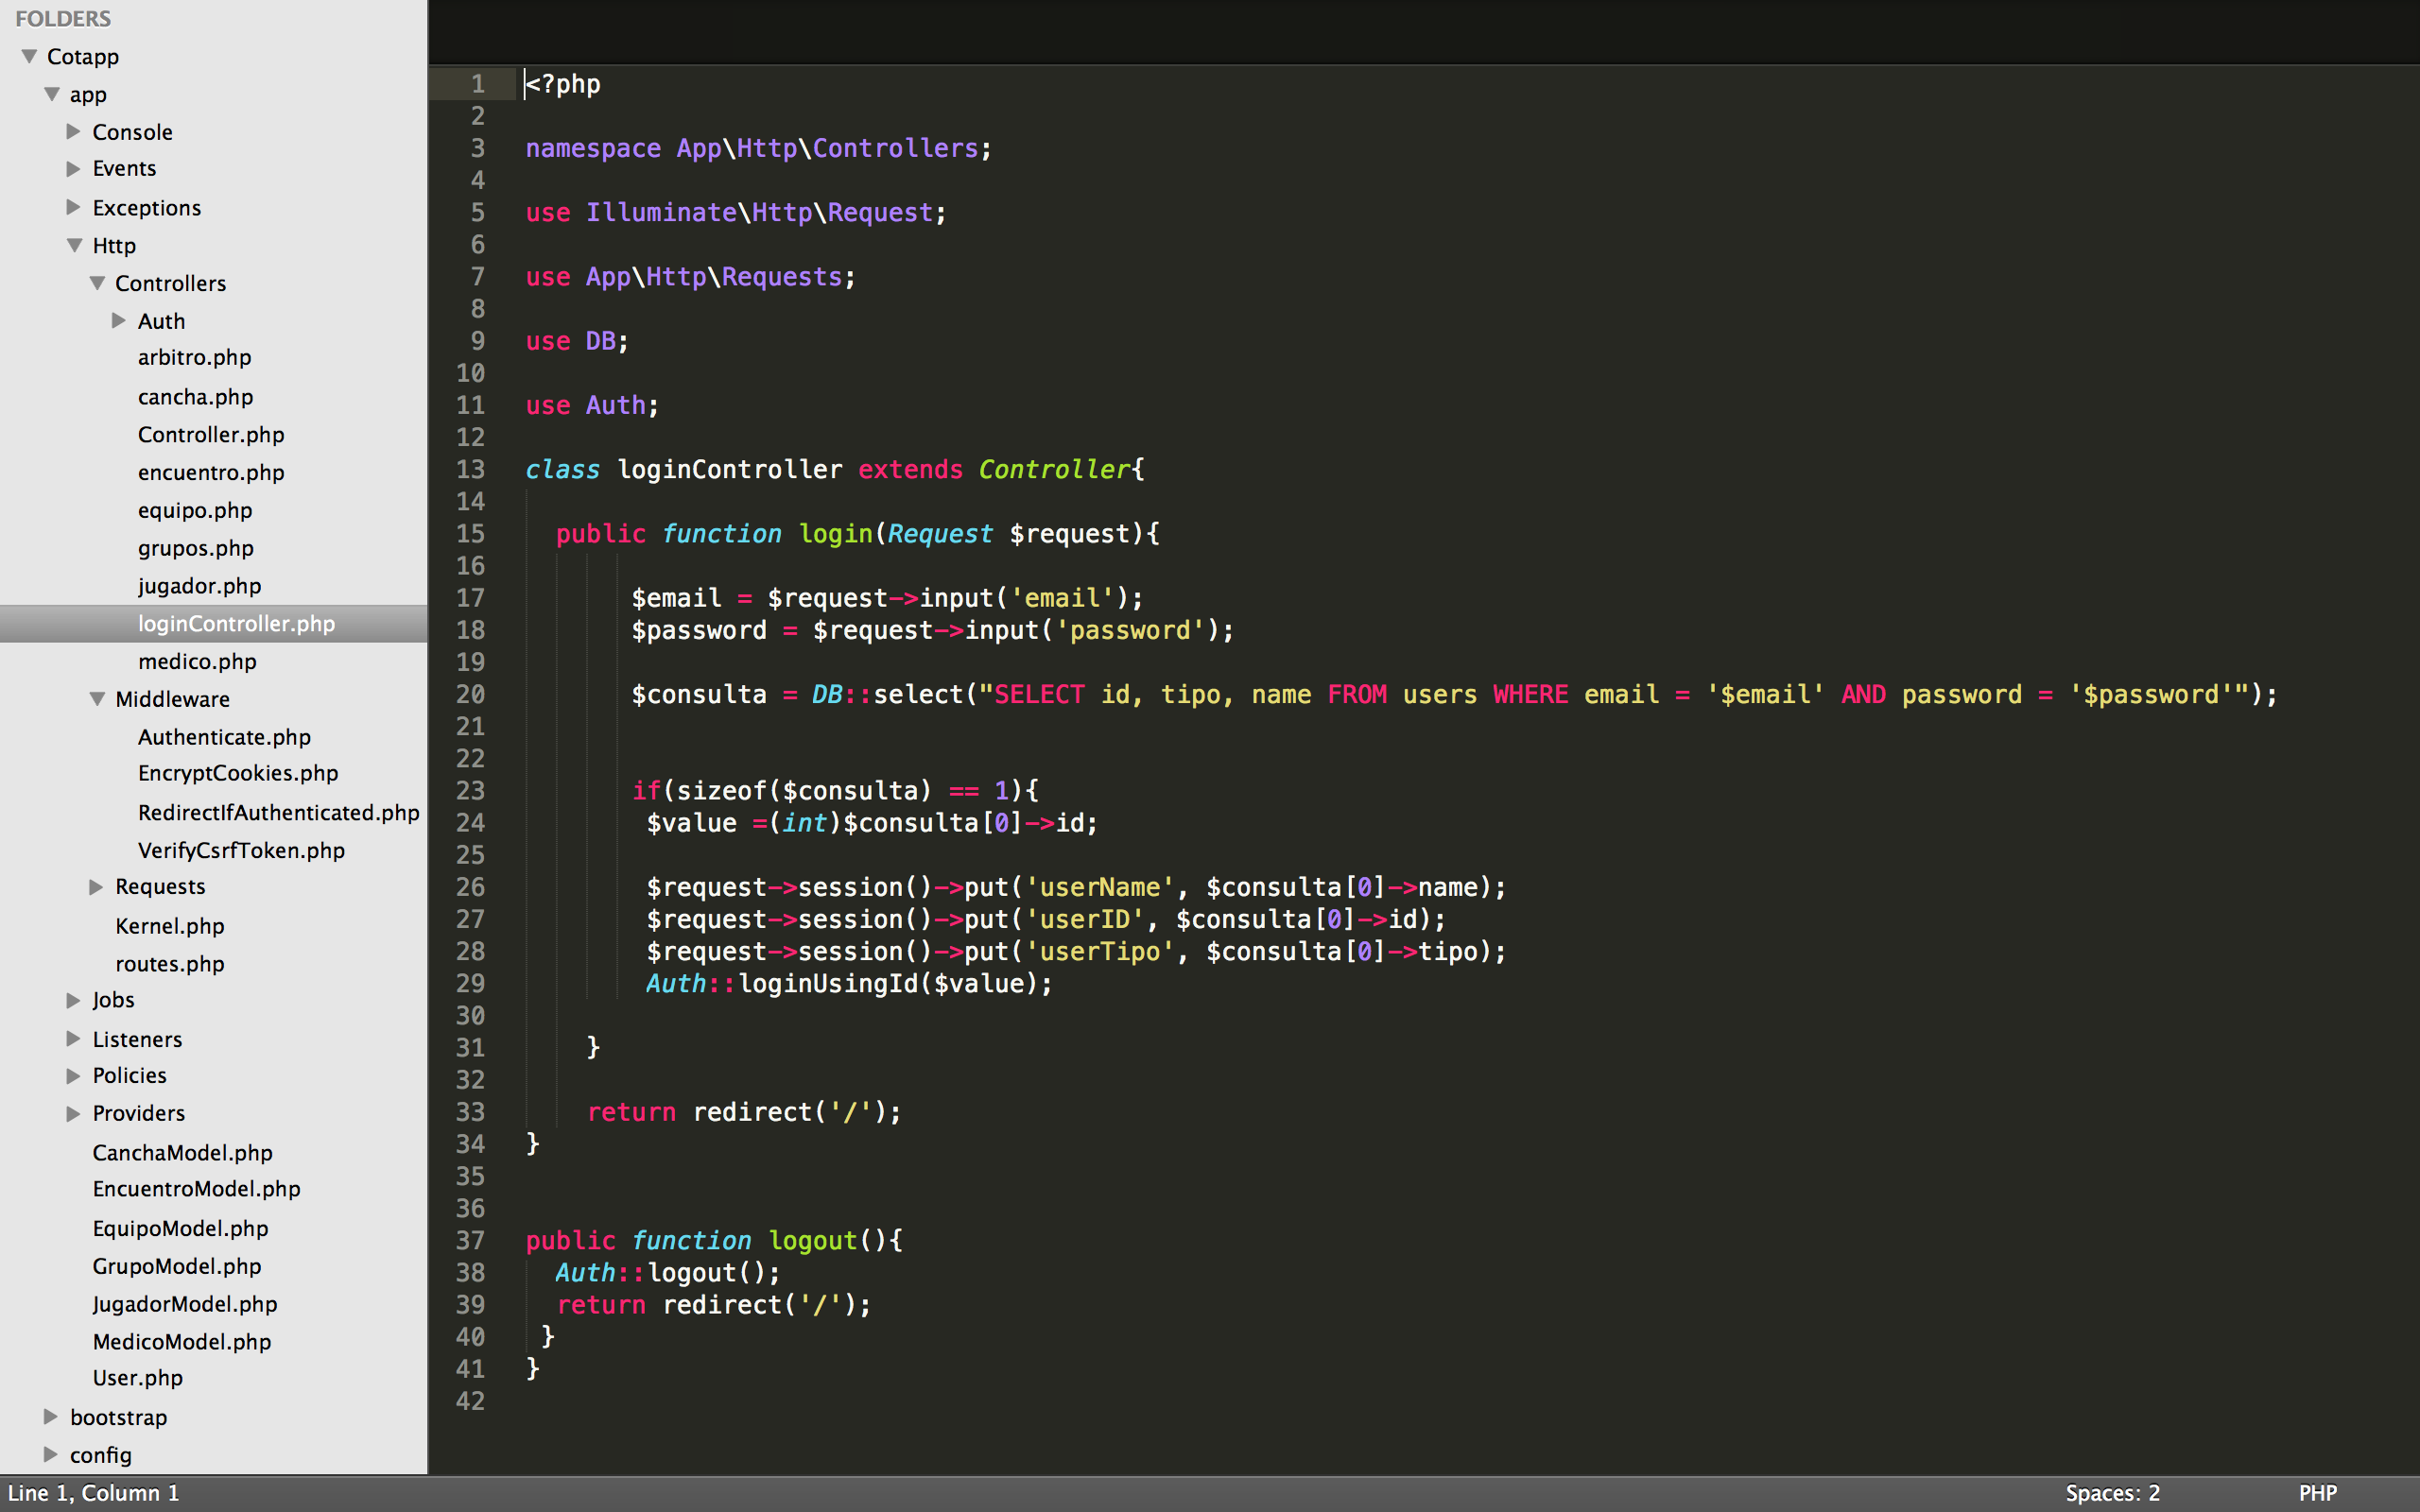 FOLDERS
Cotapp
app
Console
Events
Exceptions
Http
Controllers
Auth
arbitro.php
cancha.php
Controller.php
encuentro.php
equipo.php
grupos.php
jugador.php
loginController.php
medico.php
Middleware
Authenticate.php
EncryptCookies.php
RedirectIfAuthenticated.php
VerifyCsrfToken.php
Requests
Kernel.php
routes.php
Jobs
Listeners
Policies
Providers
CanchaModel.php
EncuentroModel.php
EquipoModel.php
GrupoModel.php
JugadorModel.php
MedicoModel.php
User.php
bootstrap
config
1 <?php
2
3 namespace App\Http\Controllers;
4
5 use Illuminate\Http\Request;
6
7 use App\Http\Requests;
8
9 use DB;
10
11 use Auth;
12
13 class loginController extends Controller{
14
15 public function login(Request $request){
16
17 $email = $request->input('email');
18 $password = $request->input('password');
19
20 $consulta = DB::select("SELECT id, tipo, name FROM users WHERE email = '$email' AND password = '$password'");
21
22
23 if(sizeof($consulta) == 1){
24 $value =(int)$consulta[0]->id;
25
26 $request->session()->put('userName', $consulta[0]->name);
27 $request->session()->put('userID', $consulta[0]->id);
28 $request->session()->put('userTipo', $consulta[0]->tipo);
29 Auth::loginUsingId($value);
30
31 }
32
33 return redirect('/');
34 }
35
36
37 public function logout(){
38 Auth::logout();
39 return redirect('/');
40 }
41 }
42
Line 1, Column 1
Spaces: 2
PHP